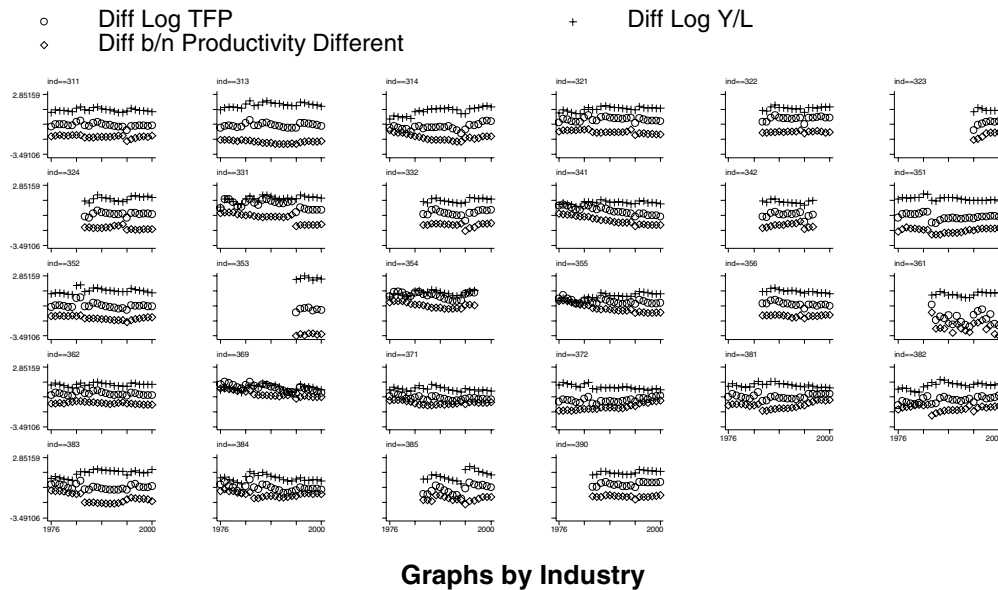 Diff Log TFP
Diff Log Y/L
Diff b/n Productivity Different
ind==311
ind==313
ind==314
ind==321
ind==322
ind==323
2.85159
-3.49106
ind==324
ind==331
ind==332
ind==341
ind==342
ind==351
2.85159
-3.49106
ind==352
ind==353
ind==354
ind==355
ind==356
ind==361
2.85159
-3.49106
ind==362
ind==369
ind==371
ind==372
ind==381
ind==382
2.85159
-3.49106
1976
2000
1976
2000
ind==383
ind==384
ind==385
ind==390
2.85159
-3.49106
1976
2000
1976
2000
1976
2000
1976
2000
Graphs by Industry